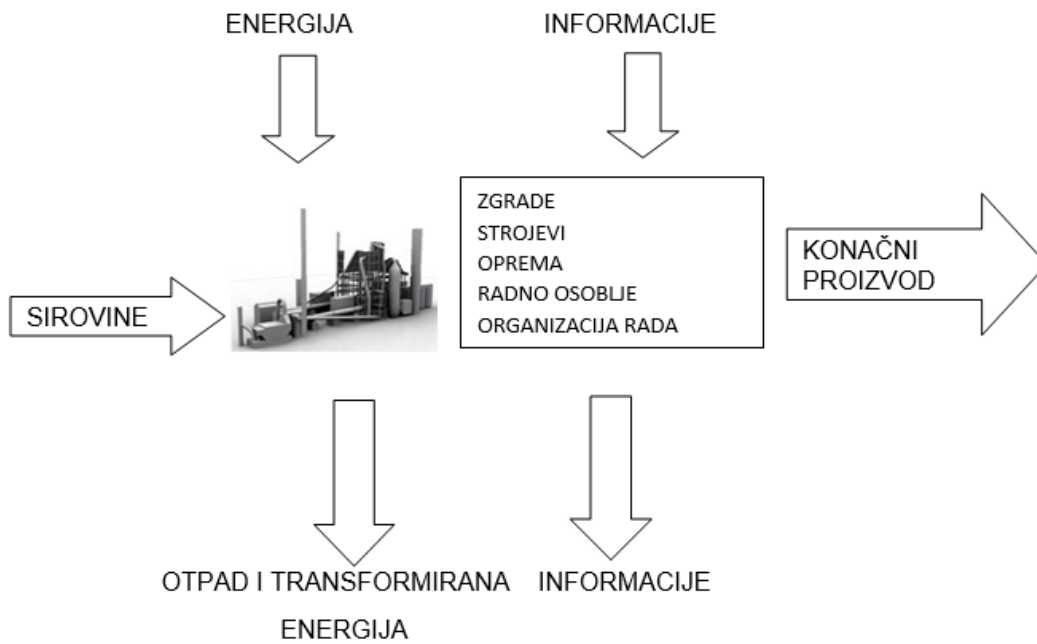 ENERGIJA
INFORMACIJE
ZGRADE
STROJEVI
OPREMA
RADNO OSOBLJE
ORGANIZACIJA RADA
SIROVINE
KONAČNI
PROIZVOD
OTPAD I TRANSFORMIRANA
ENERGIJA
INFORMACIJE